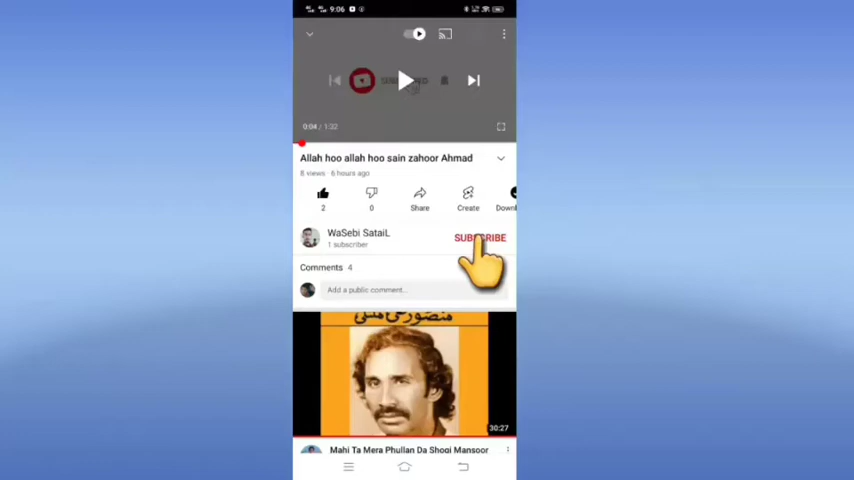 9:06
0:04 / 1:32
Allah hoo allah hoo sain zahoor Ahmad
8 views · 6 hours ago
2
0
Share
Create
Downl
WaSebi SataiL
1 subscriber
SUBSCRIBE
Comments 4
Add a public comment...
30:27
Mahi Ta Mera Phullan Da Shoqi Mansoor